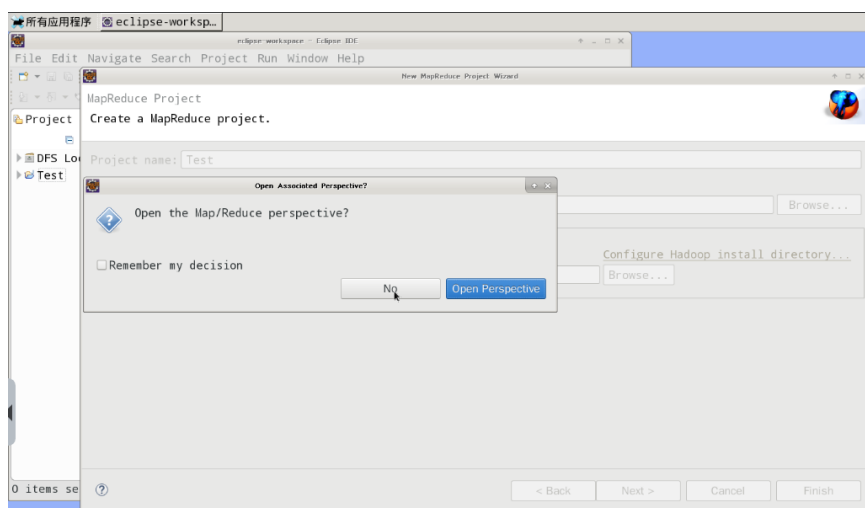 所有应用程序 eclipse-worksp…
eclipse-workspace - Eclipse IDE
File Edit Navigate Search Project Run Window Help
New MapReduce Project Wizard
MapReduce Project
Project
Create a MapReduce project.
DFS Lo
Project name: Test
Test
Open Associated Perspective?
Open the Map/Reduce perspective?
Browse...
Configure Hadoop install directory...
Remember my decision
Browse...
No
Open Perspective
0 items se
< Back Next > Cancel Finish